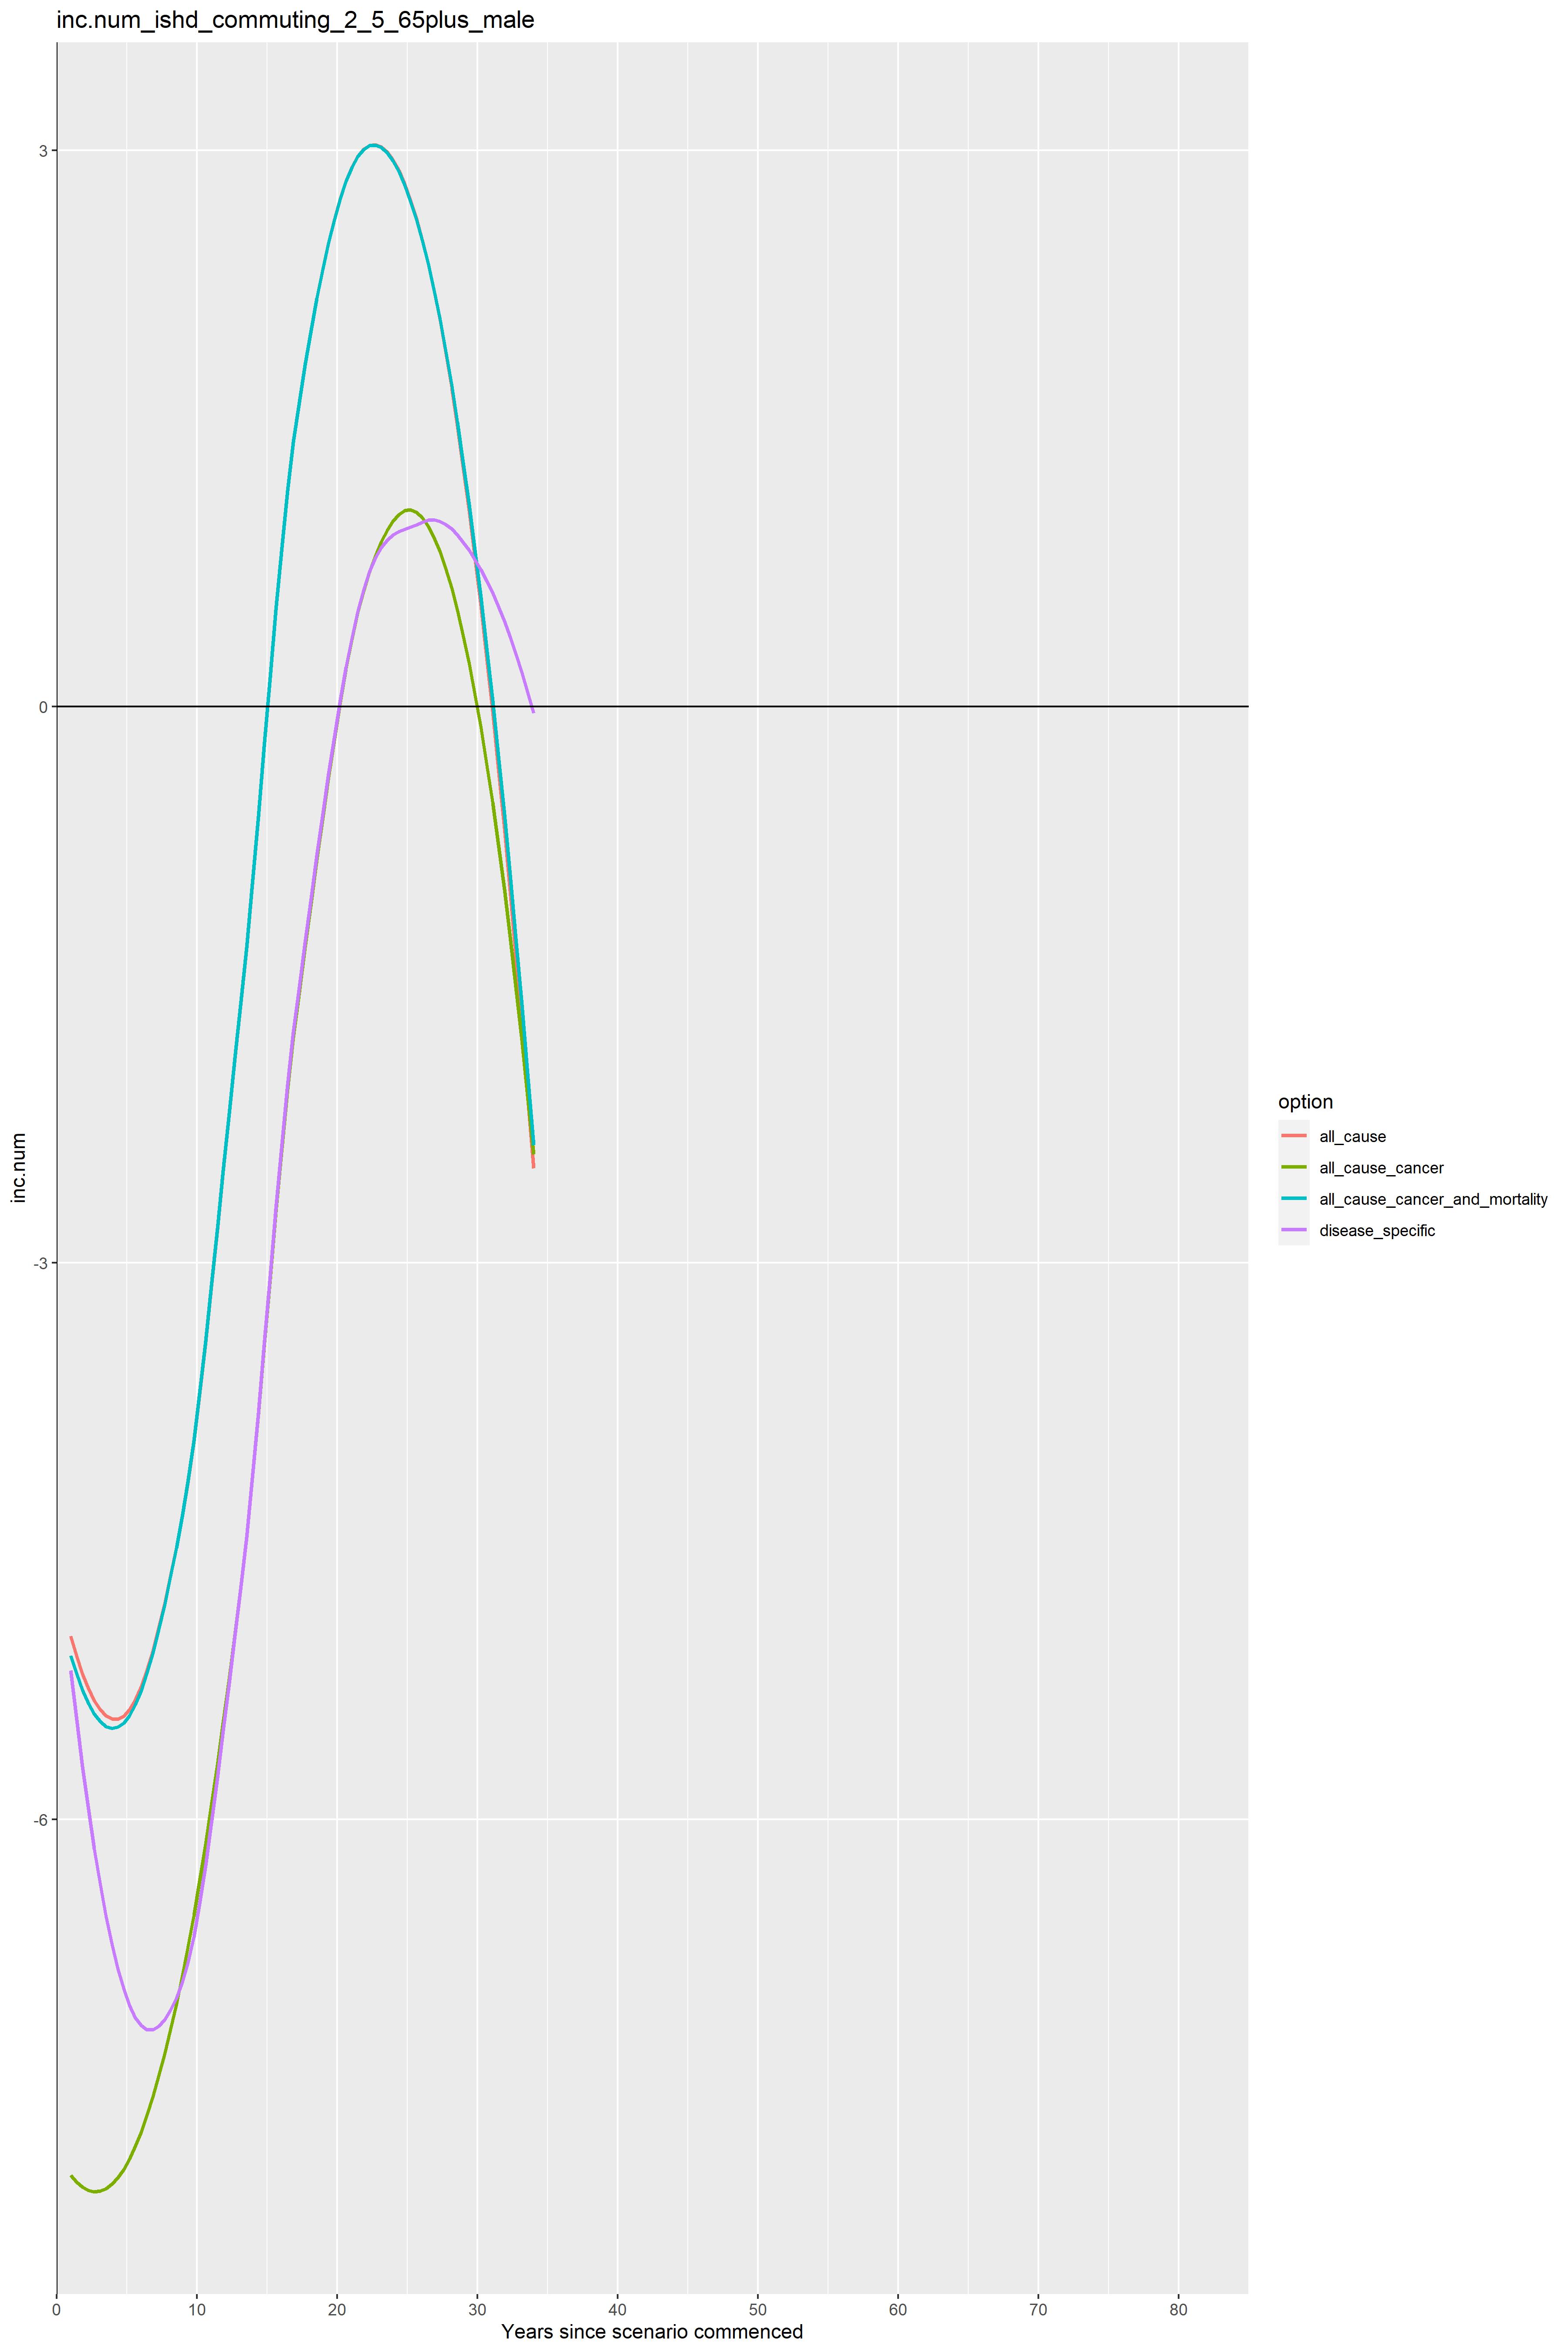 inc.num_ishd_commuting_2_5_65plus_male
3
0
-3
-6
inc.num
0 10 20 30 40 50 60 70 80
Years since scenario commenced
option
all_cause
all_cause_cancer
all_cause_cancer_and_mortality
disease_specific